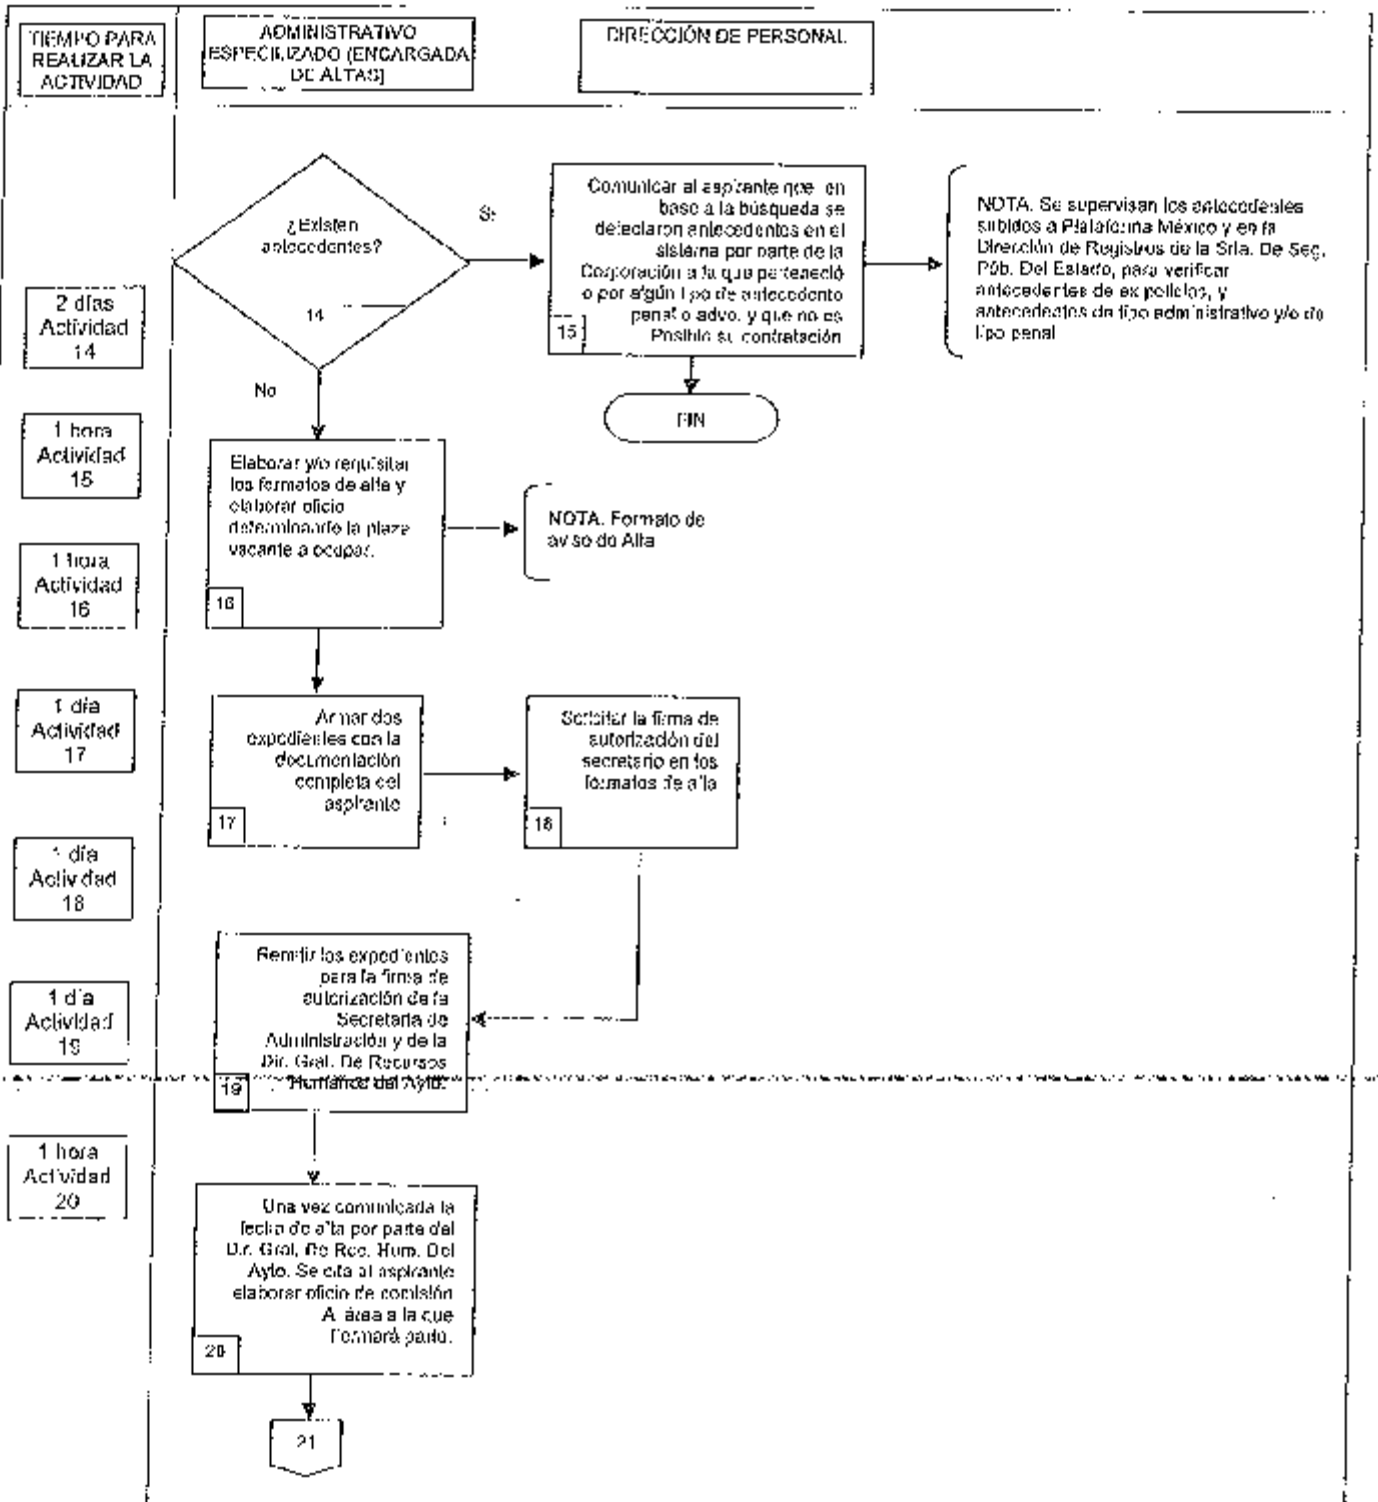 TIEMPO PARA
REALIZAR LA
ACTIVIDAD
ADMINISTRATIVO
ESPECILIZADO (ENCARGADA
DE ALTAS)
DIRECCIÓN DE PERSONAL
¿Existen
antecedentes?
14
Si
No
Comunicar al aspirante que en
base a la búsqueda se
detectaron antecedentes en el
sistema por parte de la
Corporación a la que perteneció
o por algún tipo de antecedente
penal o advo. y que no es
Posible su contratación
15
NOTA. Se supervisan los antecedentes
subidos a Plataforma México y en la
Dirección de Registros de la Sría. De Seg.
Púb. Del Estado, para verificar
antecedentes de ex policías, y
antecedentes de tipo administrativo y/o de
tipo penal
FIN
2 días
Actividad
14
1 hora
Actividad
15
1 hora
Actividad
16
1 día
Actividad
17
1 día
Actividad
18
1 día
Actividad
19
1 hora
Actividad
20
Elaborar y/o requisitar
los formatos de alta y
elaborar oficio
determinando la plaza
vacante a ocupar.
16
NOTA. Formato de
aviso de Alta
Armar dos
expedientes con la
documentación
completa del
aspirante
17
Solicitar la firma de
autorización del
secretario en los
formatos de alta
18
Remitir los expedientes
para la firma de
autorización de la
Secretaría de
Administración y de la
Dir. Gral. De Recursos
Humanos del Ayto.
19
Una vez comunicada la
fecha de alta por parte del
Dir. Gral. De Rec. Hum. Del
Ayto. Se cita al aspirante
elaborar oficio de comisión
Al área a la que
Formará parte.
20
21